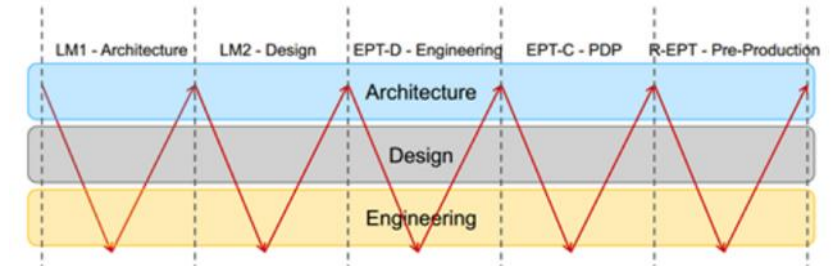 LM1 - Architecture LM2 - Design EPT-D - Engineering EPT-C - PDP R-EPT - Pre-Production
Architecture
Design
Engineering